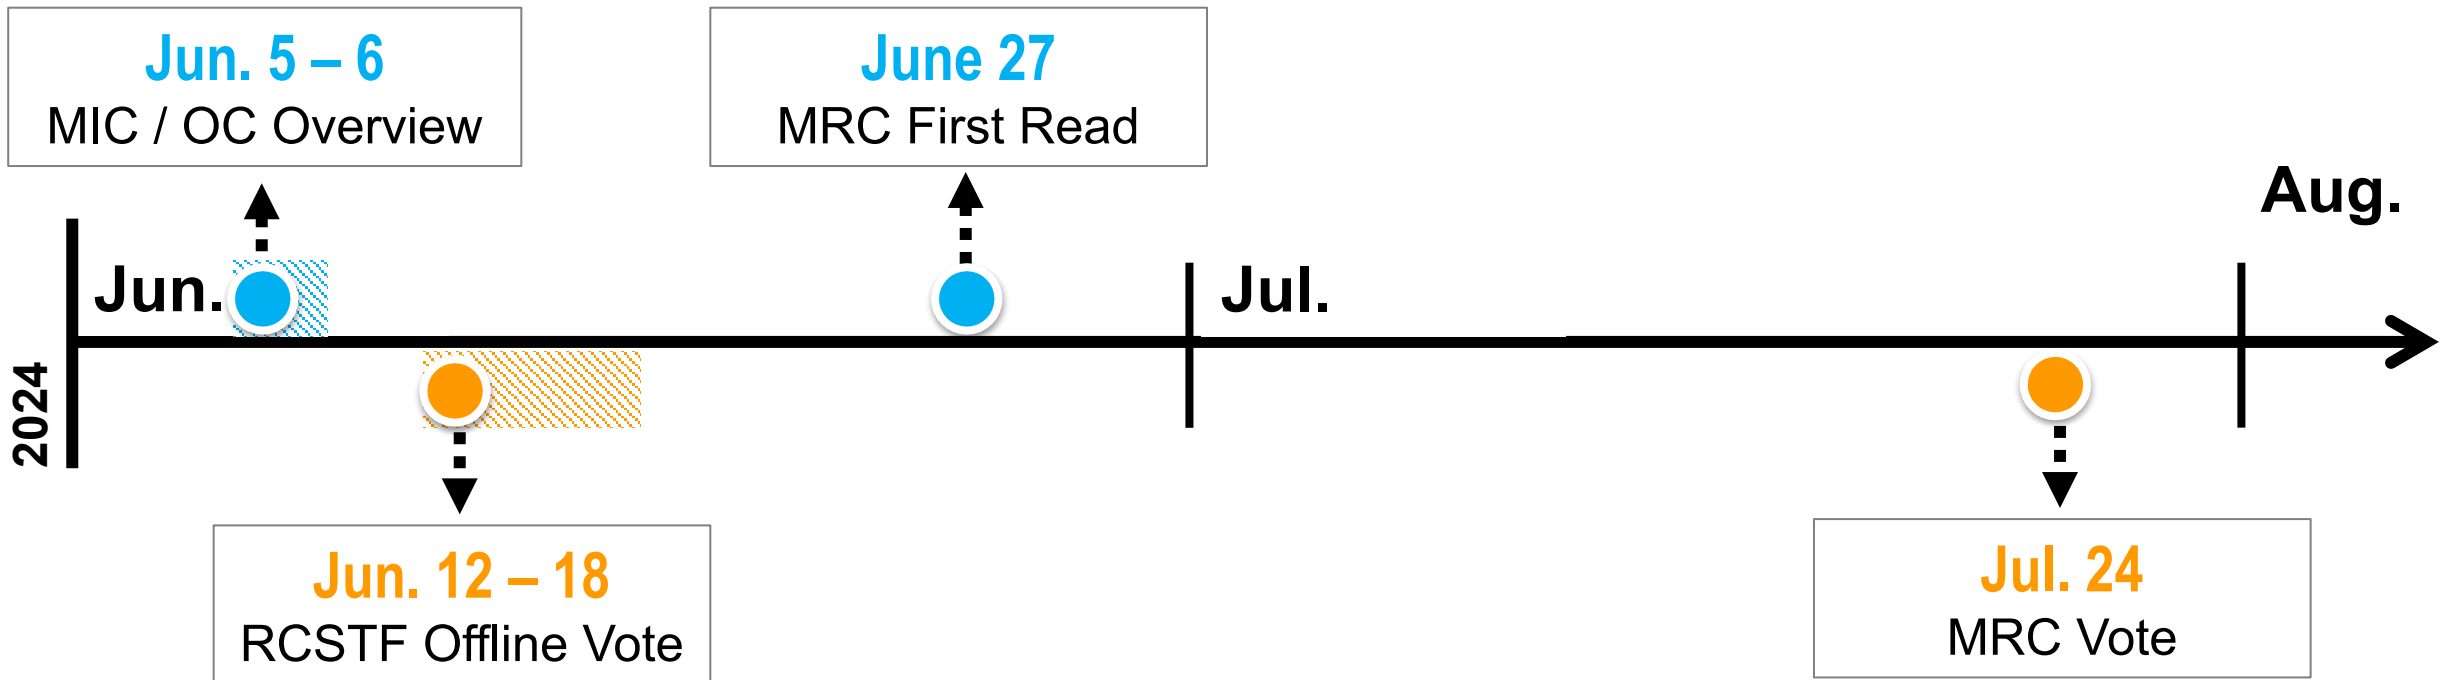 Jun. 5 – 6
MIC / OC Overview
June 27
MRC First Read
Aug.
Jun.
Jul.
2024
Jun. 12 – 18
RCSTF Offline Vote
Jul. 24
MRC Vote